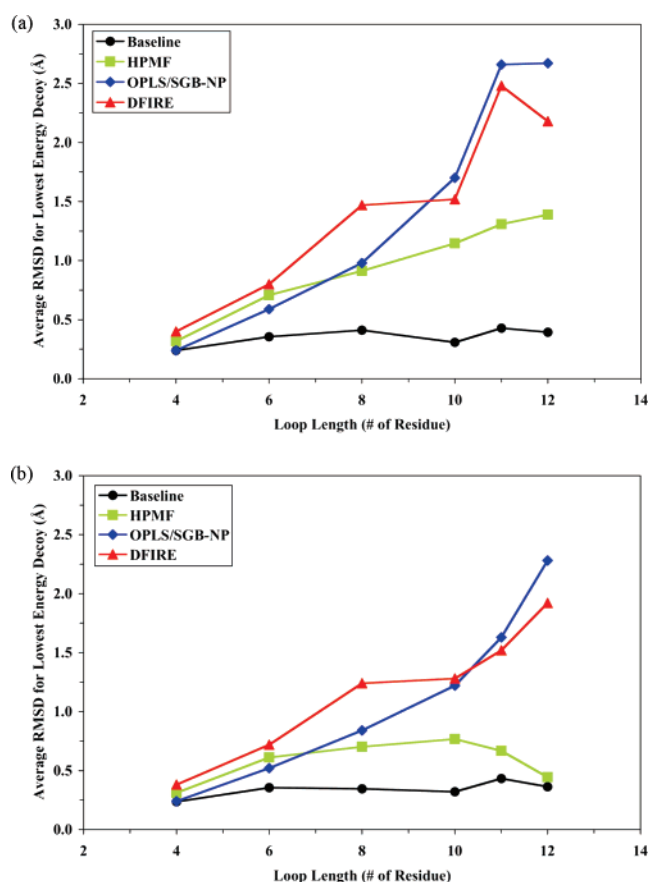 (a)
3.0
2.5
2.0
1.5
1.0
0.5
0.0
Average RMSD for Lowest Energy Decoy (Å)
Baseline
HPMF
OPLS/SGB-NP
DFIRE
2 4 6 8 10 12 14
Loop Length (# of Residue)
(b)
3.0
2.5
2.0
1.5
1.0
0.5
0.0
Average RMSD for Lowest Energy Decoy (Å)
Baseline
HPMF
OPLS/SGB-NP
DFIRE
2 4 6 8 10 12 14
Loop Length (# of Residue)